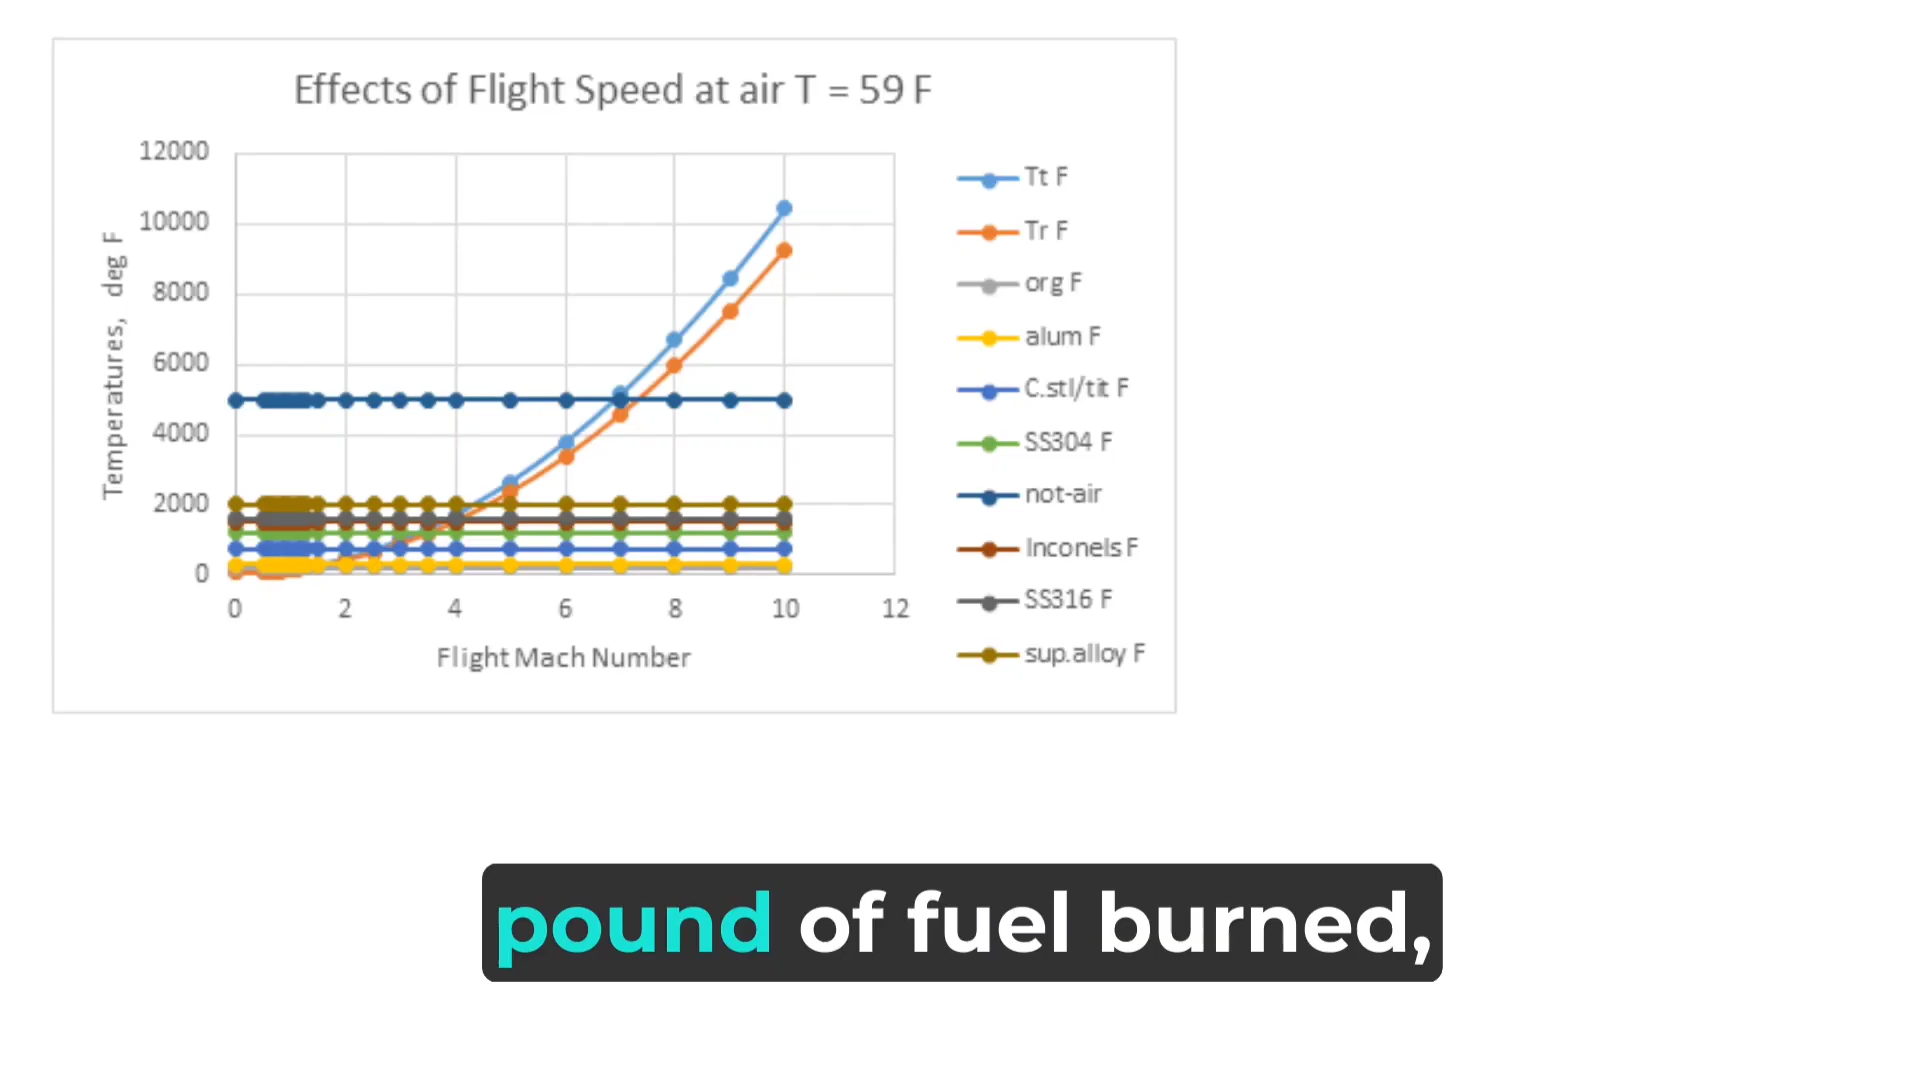 Effects of Flight Speed at air T = 59 F
12000
10000
8000
6000
4000
2000
0
Temperatures, deg F
0 2 4 6 8 10 12
Flight Mach Number
Tt F
Tr F
org F
alum F
C.stl/tit F
SS304 F
not-air
Inconels F
SS316 F
sup.alloy F
pound of fuel burned,